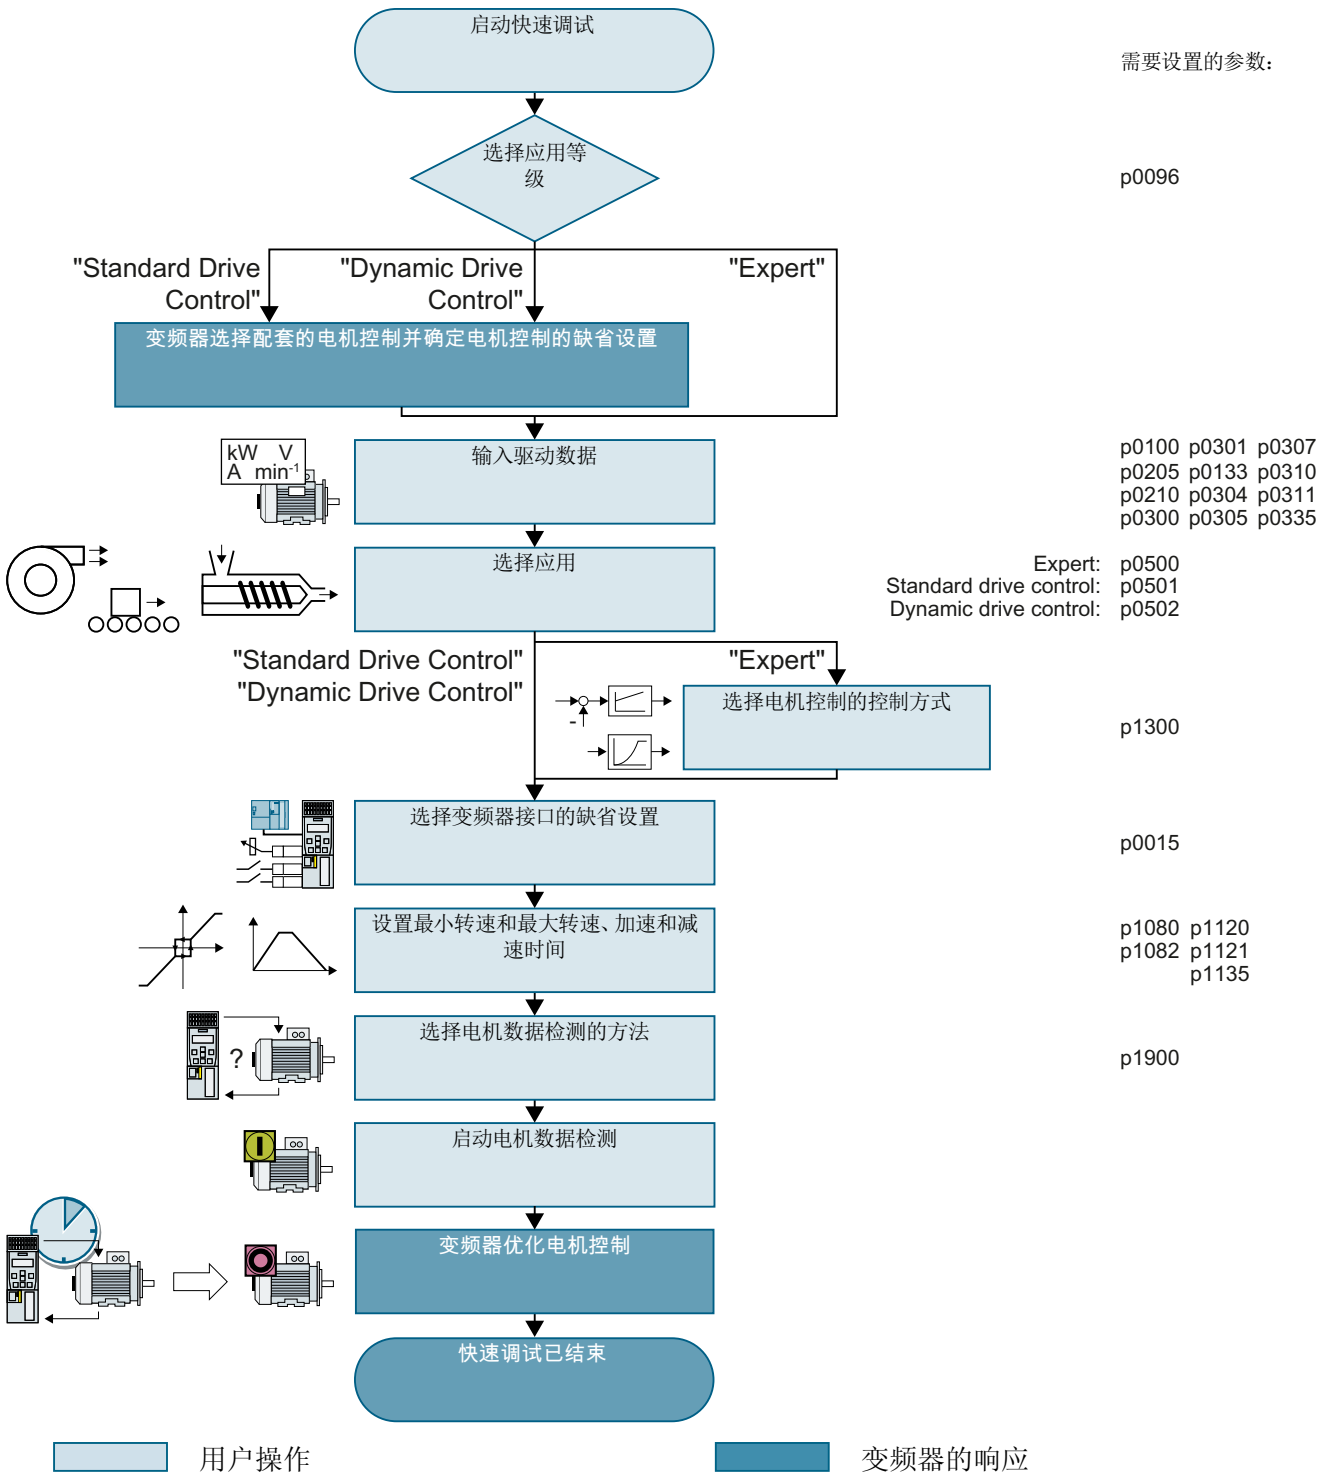 启动快速调试
需要设置的参数：
选择应用等
级
p0096
"Standard Drive
Control"
"Dynamic Drive
Control"
"Expert"
变频器选择配套的电机控制并确定电机控制的缺省设置
kW V
A min-1
输入驱动数据
p0100 p0301 p0307
p0205 p0133 p0310
p0210 p0304 p0311
p0300 p0305 p0335
选择应用
Expert: p0500
Standard drive control: p0501
Dynamic drive control: p0502
"Standard Drive Control"
"Dynamic Drive Control"
"Expert"
-
选择电机控制的控制方式
p1300
选择变频器接口的缺省设置
p0015
设置最小转速和最大转速、加速和减
速时间
p1080 p1120
p1082 p1121
p1135
?
选择电机数据检测的方法
p1900
启动电机数据检测
变频器优化电机控制
快速调试已结束
用户操作
变频器的响应